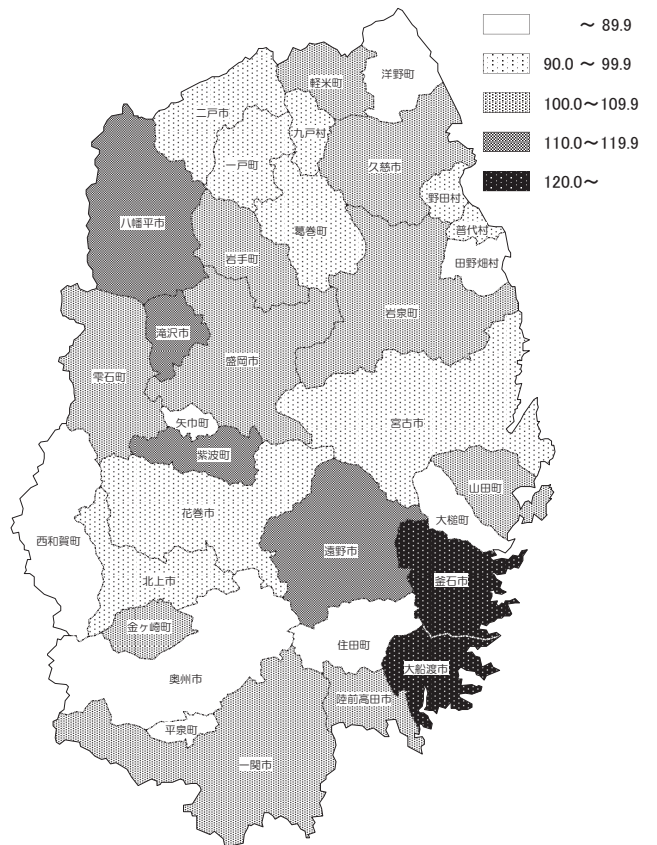 ～ 89.9
90.0 ～ 99.9
100.0～109.9
110.0～119.9
120.0～
洋野町
軽米町
二戸市
九戸村
一戸町
久慈市
野田村
八幡平市
普代村
葛巻町
岩手町
田野畑村
岩泉町
滝沢市
盛岡市
雫石町
矢巾町
宮古市
紫波町
山田町
花巻市
大槌町
西和賀町
遠野市
北上市
釜石市
金ヶ崎町
住田町
大船渡市
奥州市
陸前高田市
平泉町
一関市